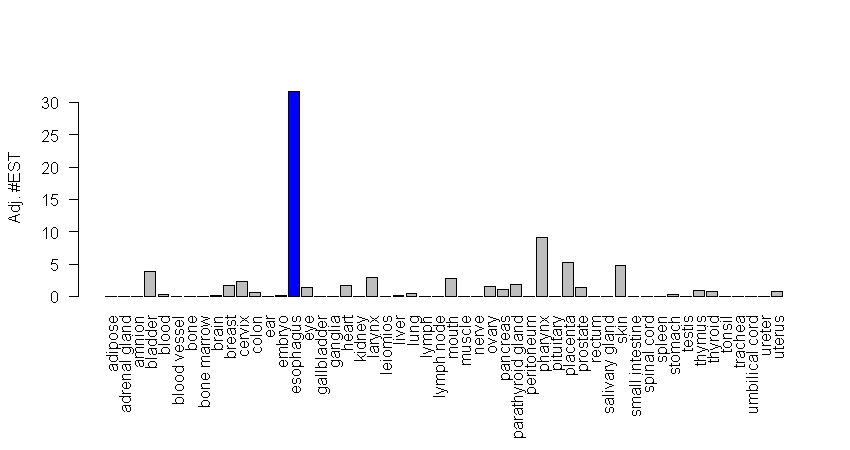 Adj. #EST
30
25
20
15
10
5
0
adipose
adrenal gland
amnion
bladder
blood
blood vessel
bone
bone marrow
brain
breast
cervix
colon
ear
embryo
esophagus
eye
gallbladder
ganglia
heart
kidney
larynx
leiomios
liver
lung
lymph
lymph node
mouth
muscle
nerve
ovary
pancreas
parathyroid gland
peritoneum
pharynx
pituitary
placenta
prostate
rectum
salivary gland
skin
small intestine
spinal cord
spleen
stomach
testis
thymus
thyroid
tonsil
trachea
umbilical cord
ureter
uterus